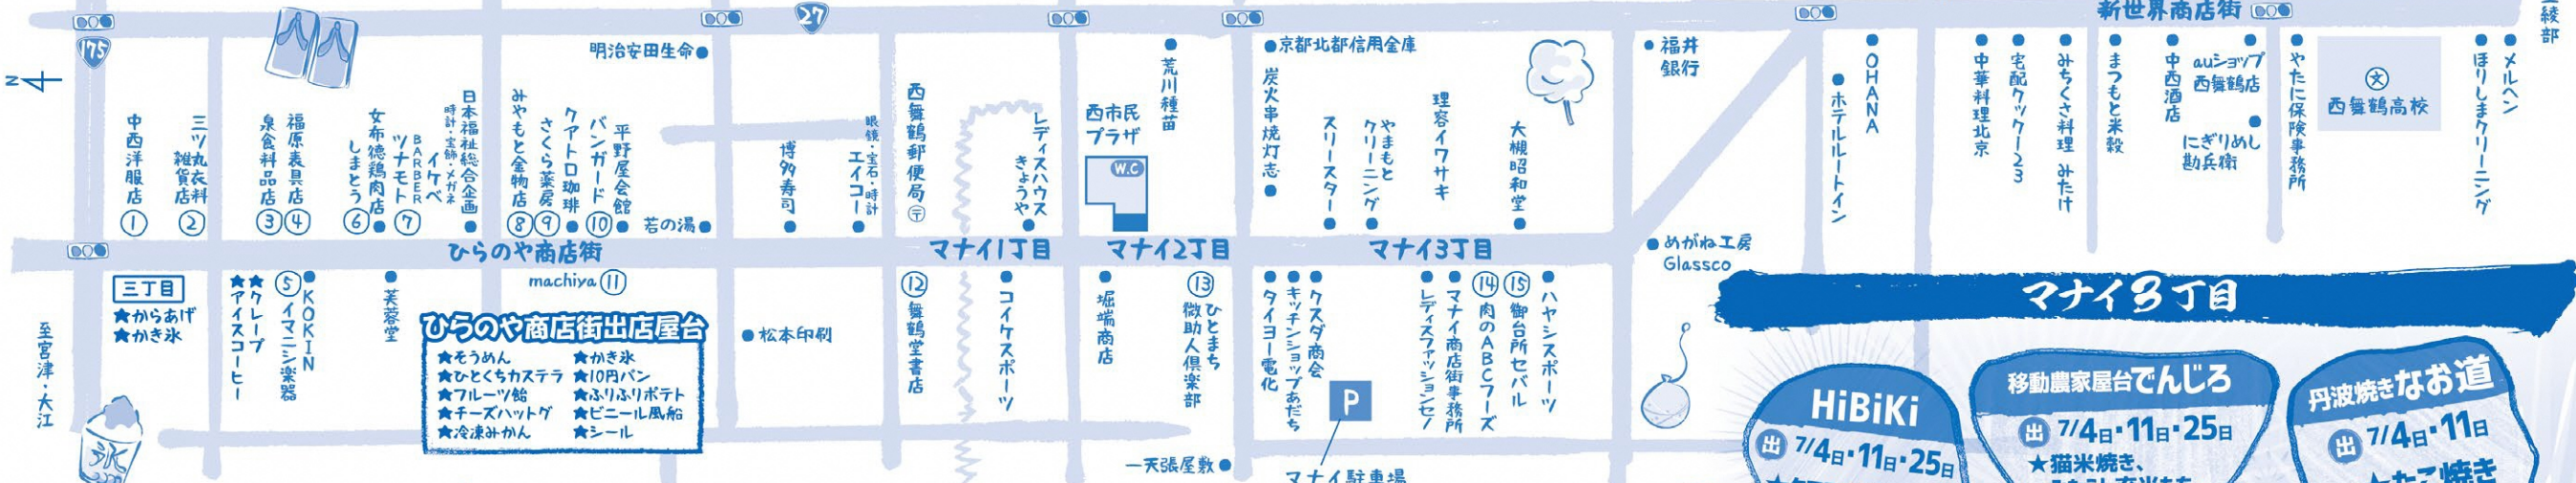 27
新世界商店街
至綾部
175
N
明治安田生命
京都北都信用金庫
福井
銀行
荒川種苗
炭火串焼灯志
西市民
プラザ
W.C
中西洋服店
①
三ツ丸衣料
雑貨店
②
泉食料品店
③
福原表具店
④
女布徳鶏肉店
しまとう
⑥
イケベ
BARBER
ツナモト
⑦
日本福祉総合企画
時計・宝飾・メガネ
みやもと金物店
⑧
さくら薬房
⑨
クアトロ珈琲
バンガード
⑩
平野屋会館
若の湯
博多寿司
眼鏡・宝石・時計
エイコー
西舞鶴郵便局
〒
レディスハウス
きょうや
スリースター
やまもと
クリーニング
理容イワサキ
大槻昭和堂
OHANA
ホテルルートイン
中華料理北京
宅配クック123
みちくさ料理 みたけ
まつもと米穀
中西酒店
auショップ
西舞鶴店
にぎりめし
勘兵衛
やたに保険事務所
文
西舞鶴高校
ほりしまクリーニング
メルヘン
ひらのや商店街
マナイ1丁目
マナイ2丁目
マナイ3丁目
めがね工房
Glassco
至宮津・大江
三丁目
★からあげ
★かき氷
★クレープ
★アイスコーヒー
⑤
イマニシ楽器
KOKIN
芙蓉堂
machiya ⑪
ひらのや商店街出店屋台
★そうめん
★ひとくちカステラ
★フルーツ飴
★チーズハットグ
★冷凍みかん
★かき氷
★10円パン
★ふりふりポテト
★ビニール風船
★シール
松本印刷
⑫
舞鶴堂書店
コイケスポーツ
堀端商店
⑬
ひとまち
微助人倶楽部
タイヨー電化
キッチンショップあだち
クスダ商会
P
マナイ駐車場
一天張屋敷
レディスファッションセノ
マナイ商店街事務所
⑭
肉のABCフーズ
⑮
御台所セバル
ハヤシスポーツ
氷
マナイ3丁目
HiBiKi
出 7/4日・11日・25日
移動農家屋台でんじろ
出 7/4日・11日・25日
★猫米焼き、
丹波焼きなお道
出 7/4日・11日
★たこ焼き